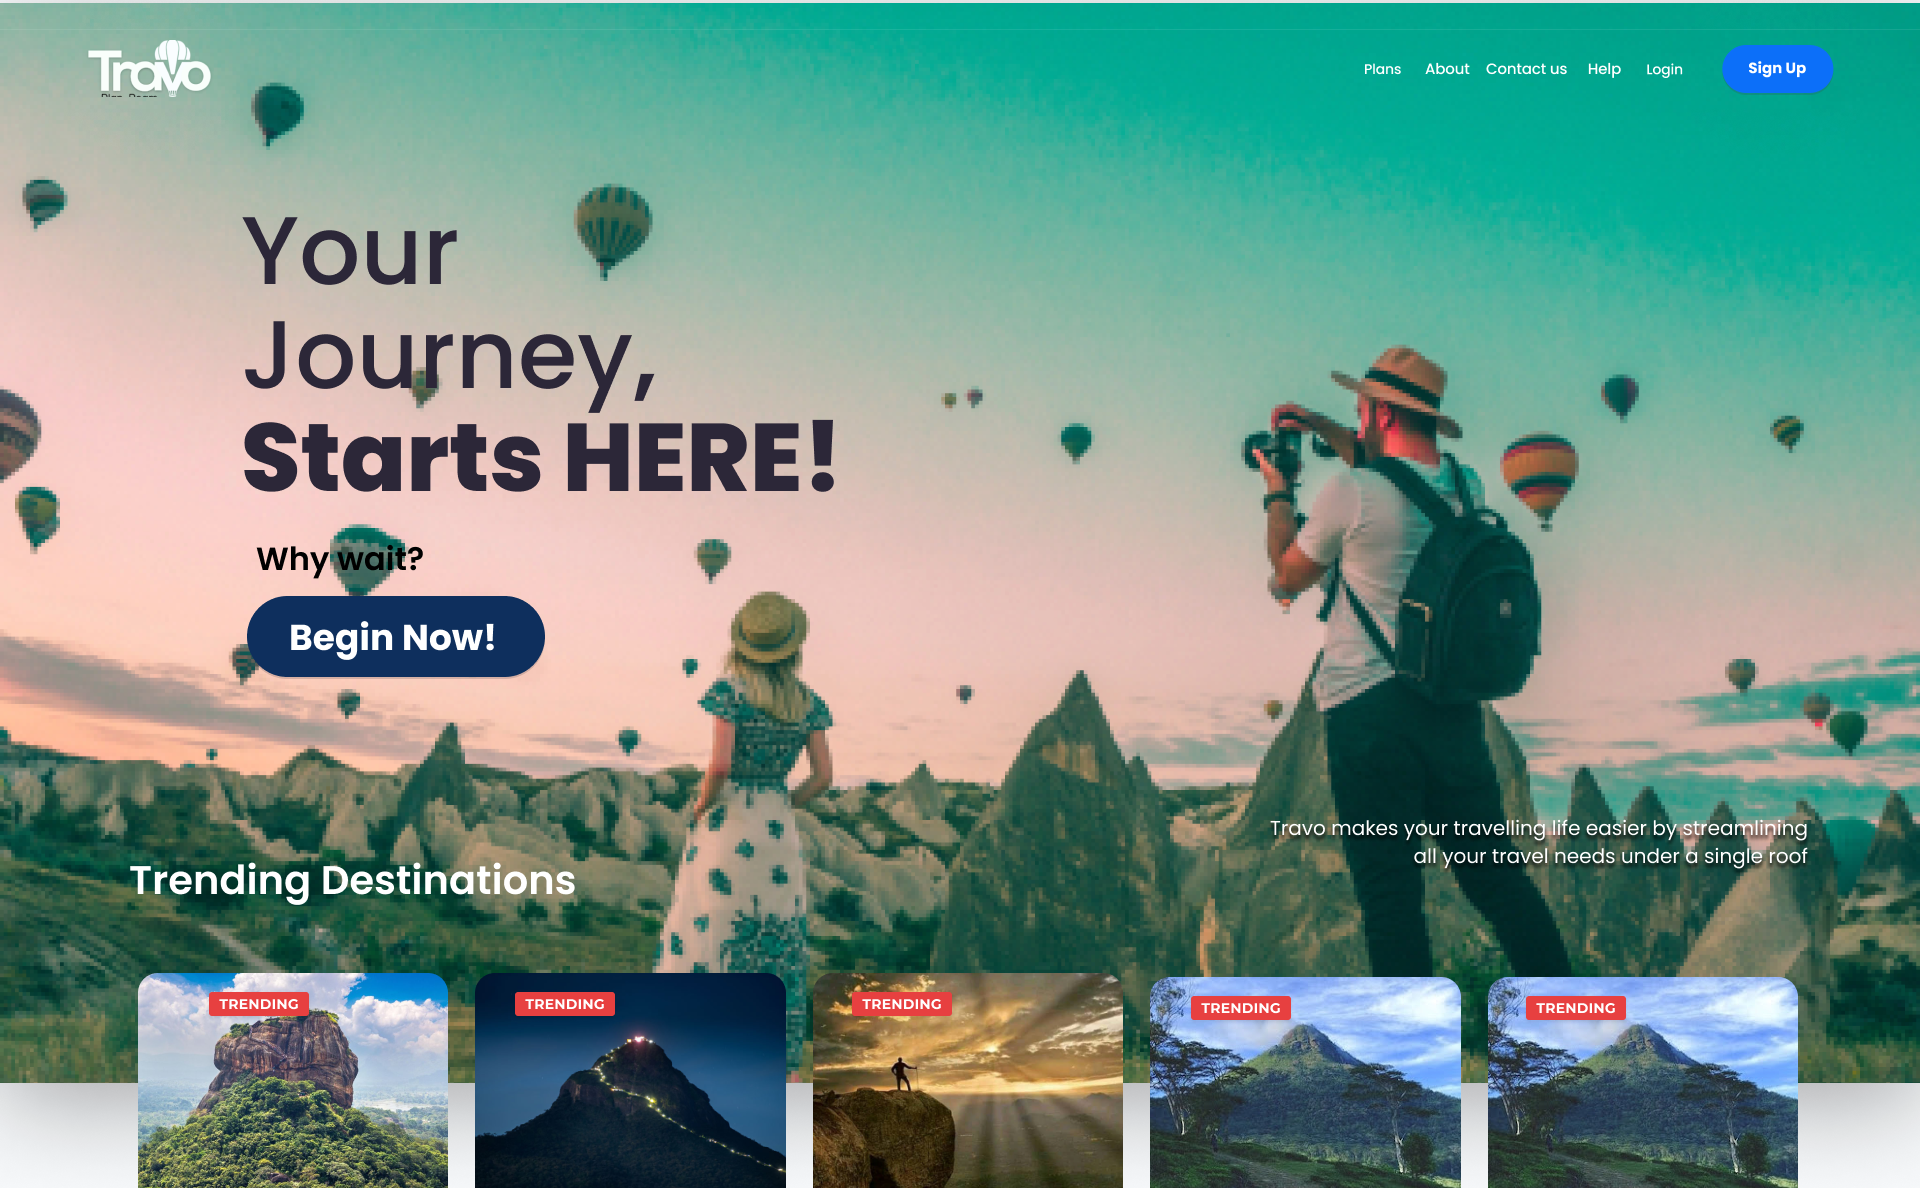 Travo
Plans About Contact us Help Login Sign Up
Your
Journey,
Starts HERE!
Why wait?
Begin Now!
Travo makes your travelling life easier by streamlining
all your travel needs under a single roof
Trending Destinations
TRENDING TRENDING TRENDING TRENDING TRENDING